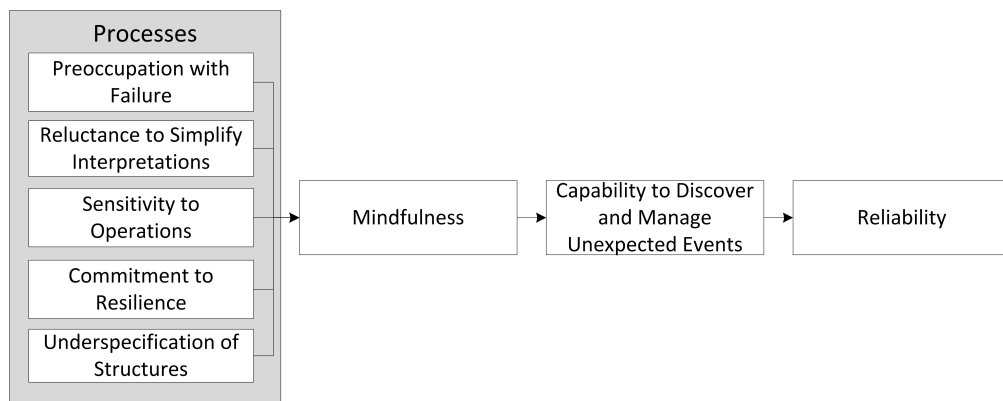 Processes
Preoccupation with
Failure
Reluctance to Simplify
Interpretations
Sensitivity to
Operations
Commitment to
Resilience
Underspecification of
Structures
Mindfulness
Capability to Discover
and Manage
Unexpected Events
Reliability